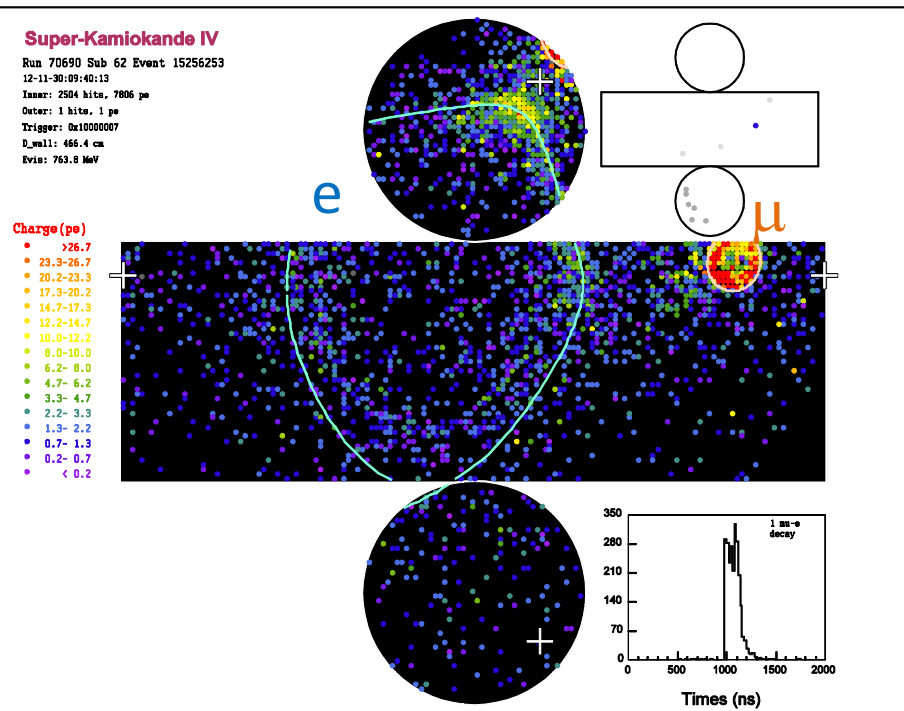 Super-Kamiokande IV
Run 70690 Sub 62 Event 15256253
12-11-30:09:40:13
Inner: 2504 hits, 7806 pe
Outer: 1 hits, 1 pe
Trigger: 0x10000007
D_wall: 466.4 cm
Evis: 763.8 MeV
e
μ
Charge(pe)
>26.7
23.3-26.7
20.2-23.3
17.3-20.2
14.7-17.3
12.2-14.7
10.0-12.2
8.0-10.0
6.2- 8.0
4.7- 6.2
3.3- 4.7
2.2- 3.3
1.3- 2.2
0.7- 1.3
0.2- 0.7
< 0.2
1 mu-e
decay
350
280
210
140
70
0
0 500 1000 1500 2000
Times (ns)